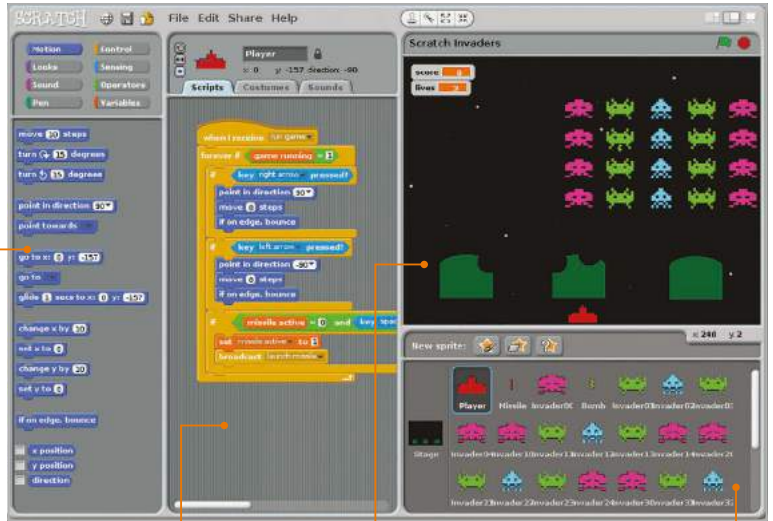 SCRATCH
File Edit Share Help
Motion
Control
Looks
Sensing
Sound
Operators
Pen
Variables
move 10 steps
turn 15 degrees
turn 15 degrees
point in direction 90
point towards
go to x: 0 y: -157
go to
glide 1 secs to x: 0 y: -157
change x by 10
set x to 0
change y by 10
set y to 0
if on edge, bounce
x position
y position
direction
Player
x: 0 y: -157 direction: -90
Scripts Costumes Sounds
when I receive run game
forever if game running = 1
if key right arrow pressed?
point in direction 90
move 8 steps
if on edge, bounce
if key left arrow pressed?
point in direction -90
move 8 steps
if on edge, bounce
if missile active = 0 and key
set missile active to 1
broadcast launch missile
Scratch Invaders
score 0
lives
x: 240 y: 2
New sprite:
Player Missile Bomb
Stage